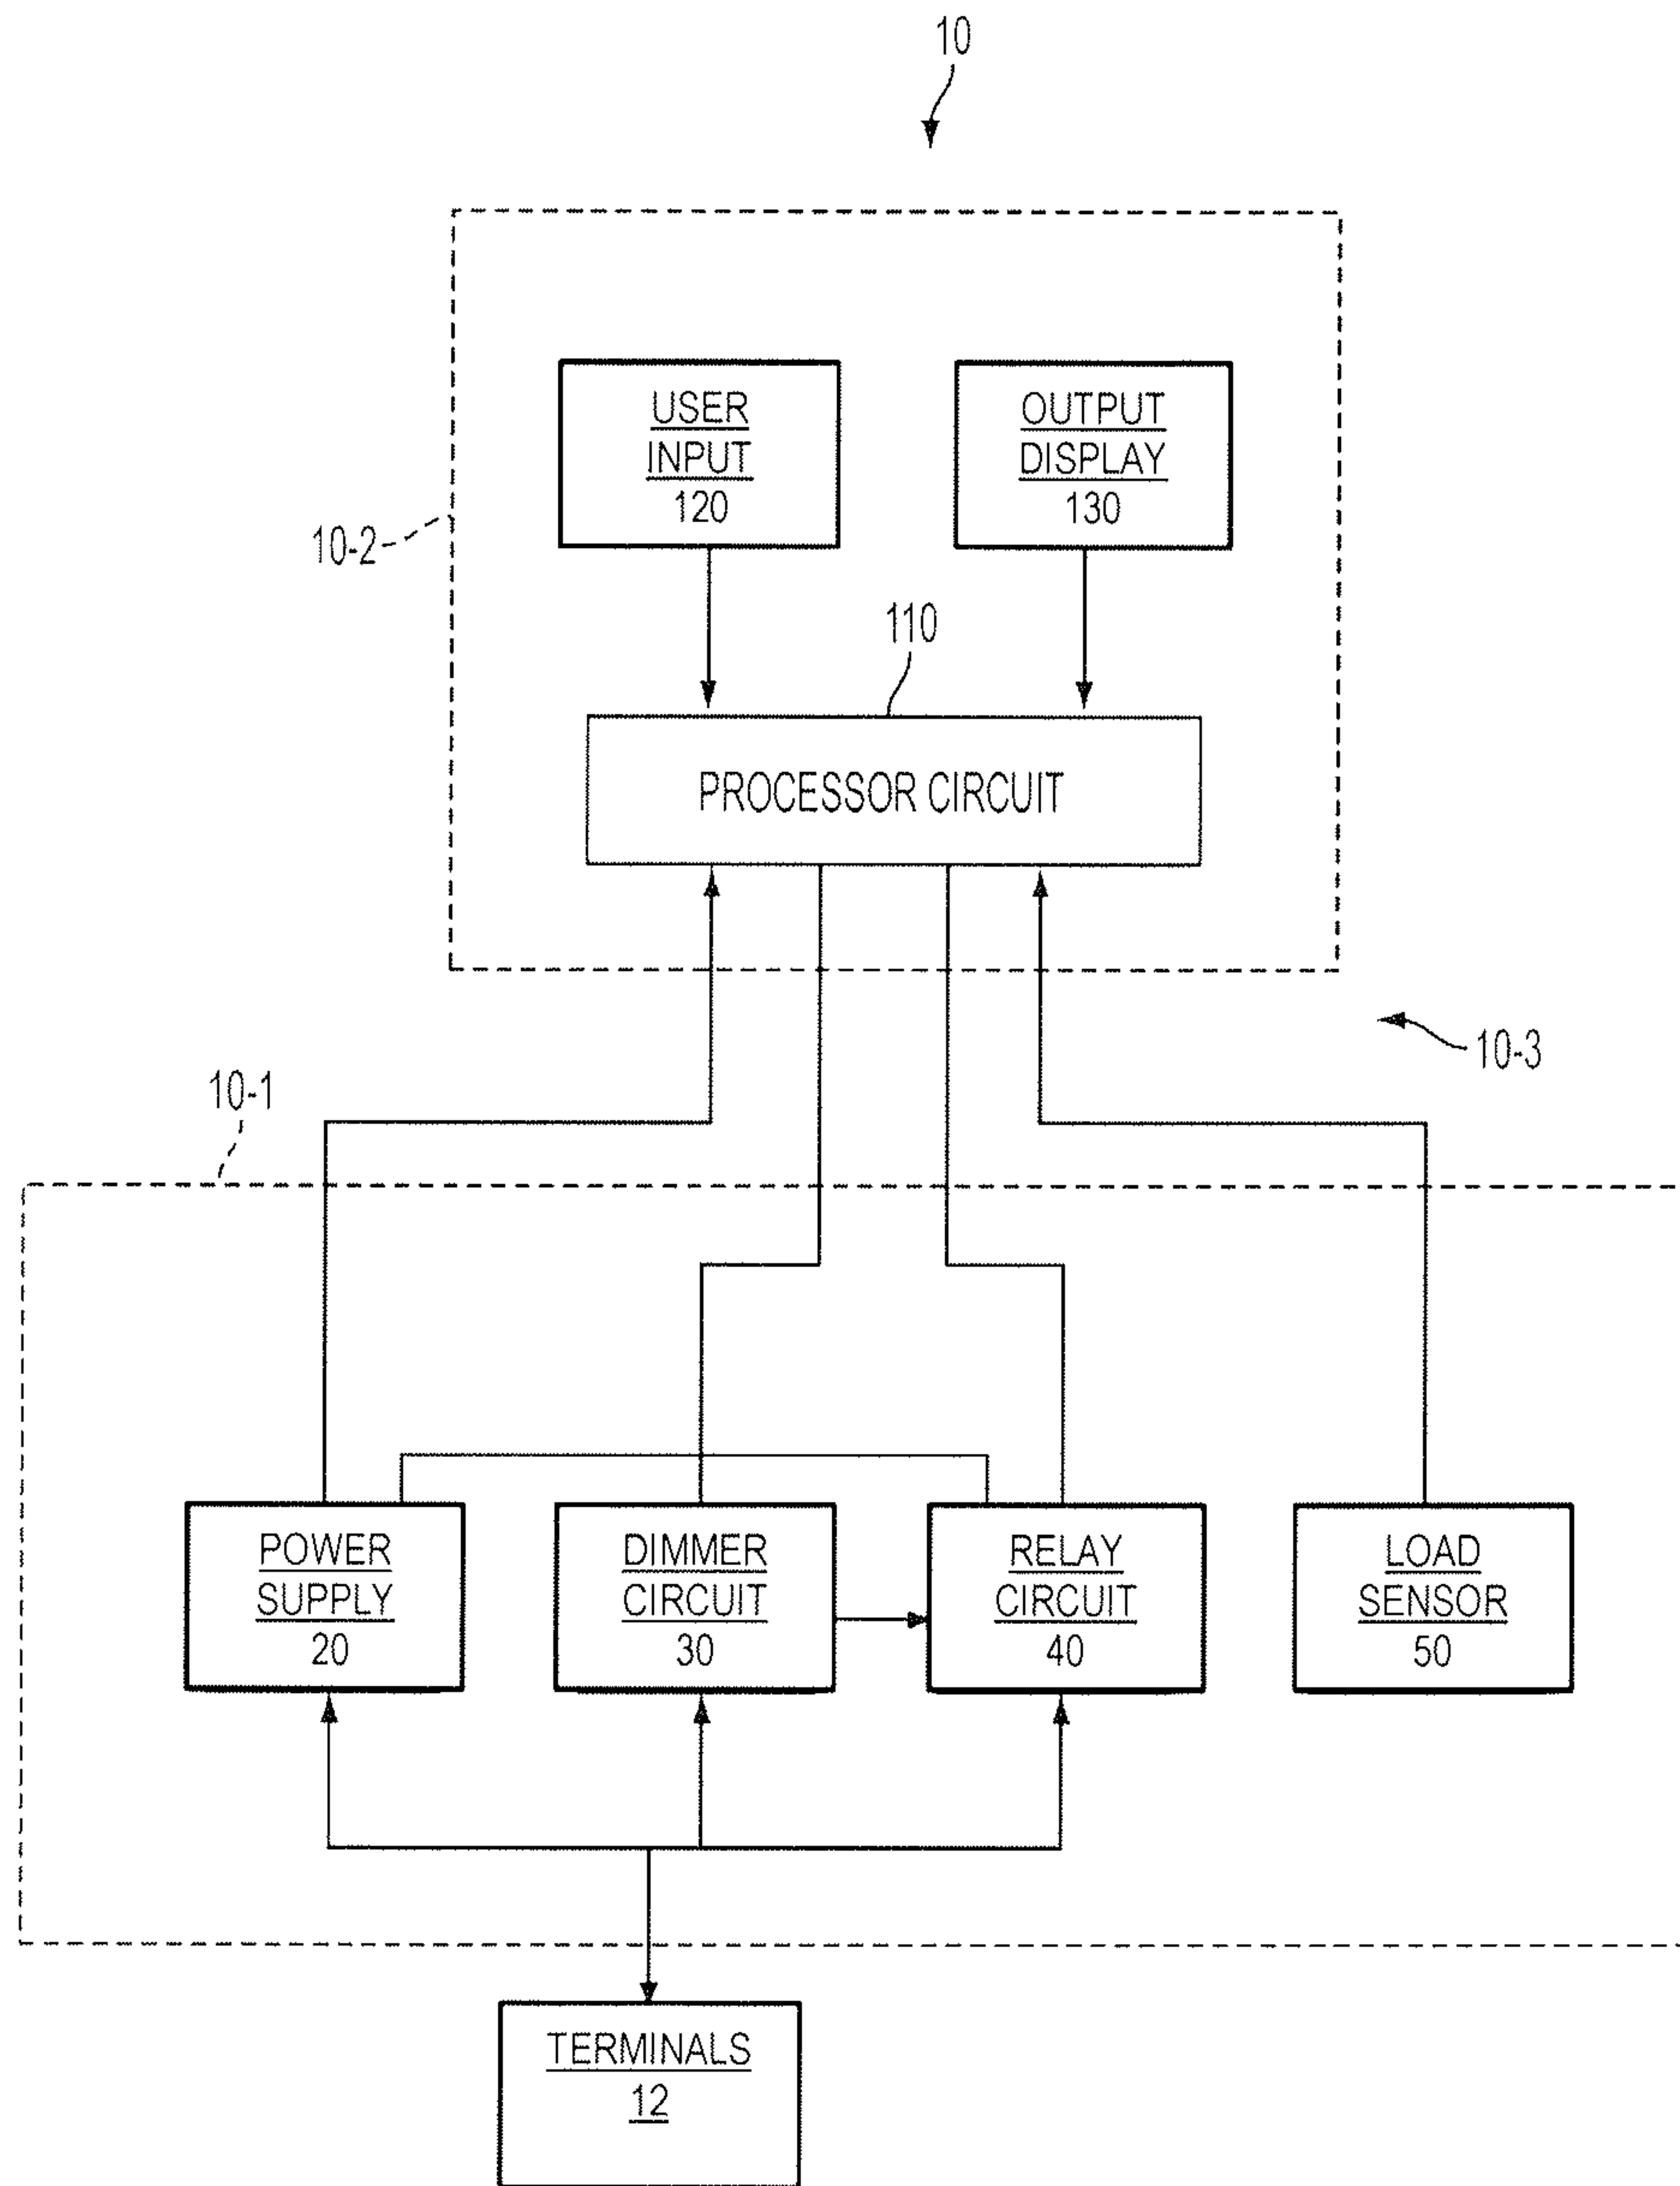 10
USER
INPUT
120
OUTPUT
DISPLAY
130
10-2
110
PROCESSOR CIRCUIT
10-3
10-1
POWER
SUPPLY
20
DIMMER
CIRCUIT
30
RELAY
CIRCUIT
40
LOAD
SENSOR
50
TERMINALS
12